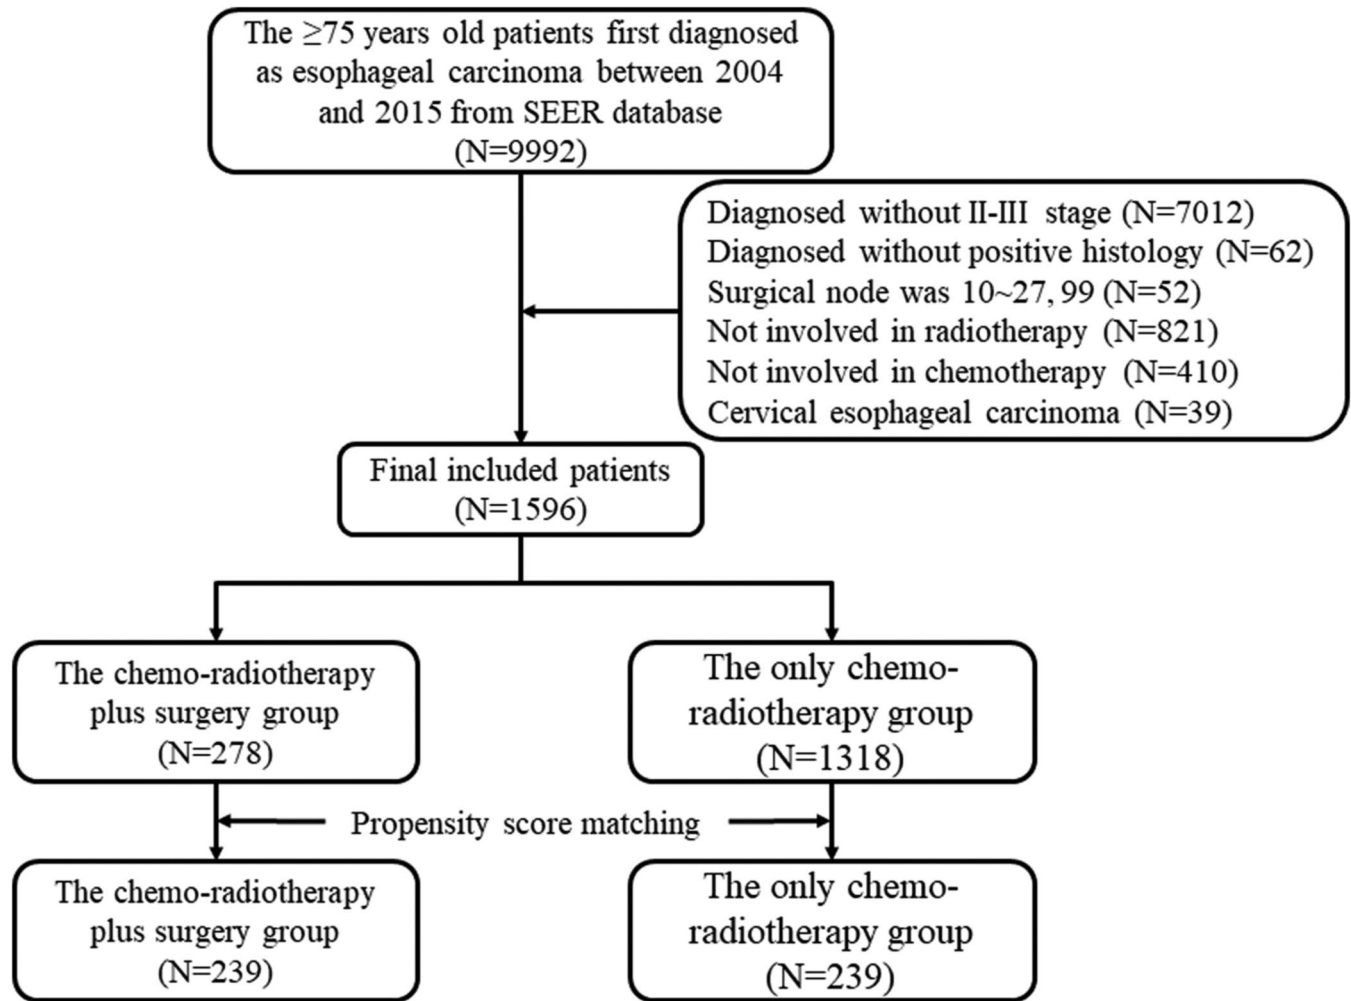 The ≥75 years old patients first diagnosed
as esophageal carcinoma between 2004
and 2015 from SEER database
(N=9992)
Diagnosed without II-III stage (N=7012)
Diagnosed without positive histology (N=62)
Surgical node was 10~27, 99 (N=52)
Not involved in radiotherapy (N=821)
Not involved in chemotherapy (N=410)
Cervical esophageal carcinoma (N=39)
Final included patients
(N=1596)
The chemo-radiotherapy
plus surgery group
(N=278)
The only chemo-
radiotherapy group
(N=1318)
Propensity score matching
The chemo-radiotherapy
plus surgery group
(N=239)
The only chemo-
radiotherapy group
(N=239)